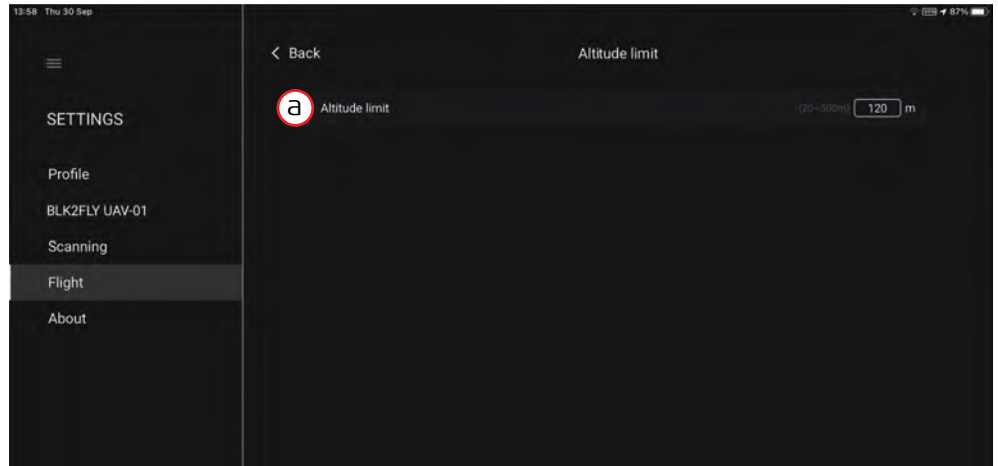 13:58 Thu 30 Sep
VPN 87%
Back
Altitude limit
SETTINGS
a Altitude limit (20~500m) 120 m
Profile
BLK2FLY UAV-01
Scanning
Flight
About